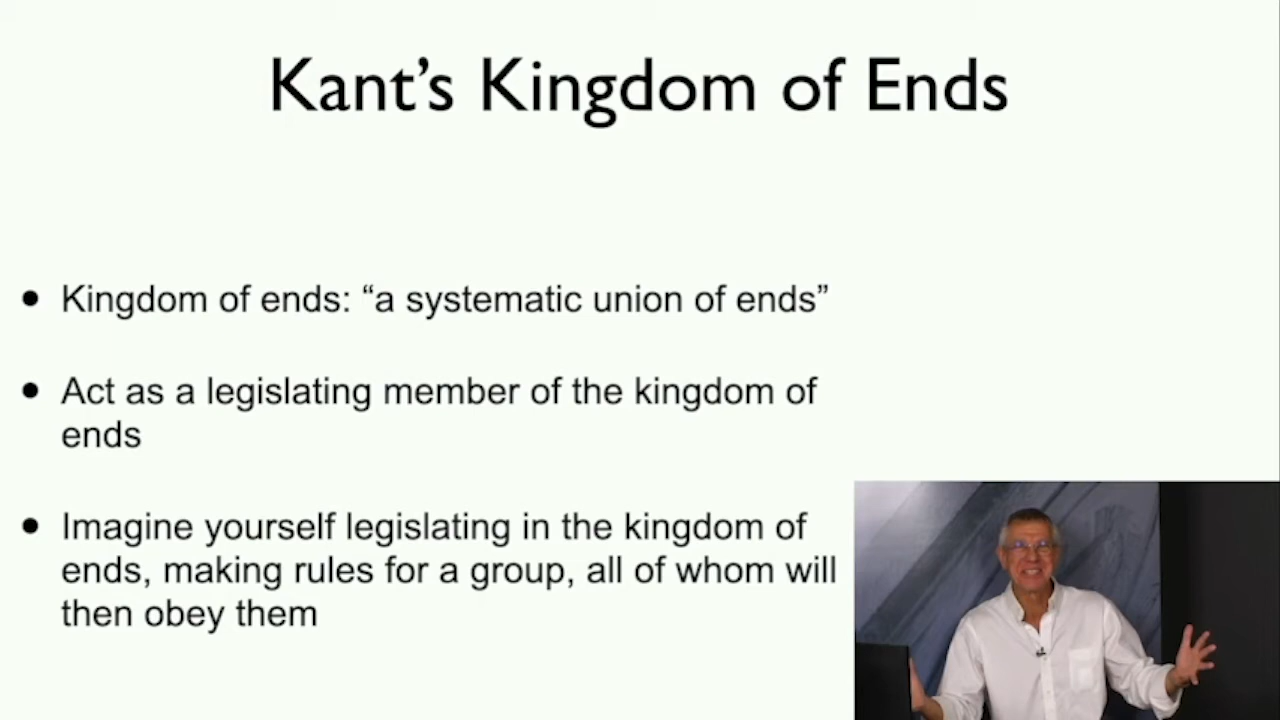 Kant’s Kingdom of Ends
• Kingdom of ends: “a systematic union of ends”
• Act as a legislating member of the kingdom of
ends
• Imagine yourself legislating in the kingdom of
ends, making rules for a group, all of whom will
then obey them